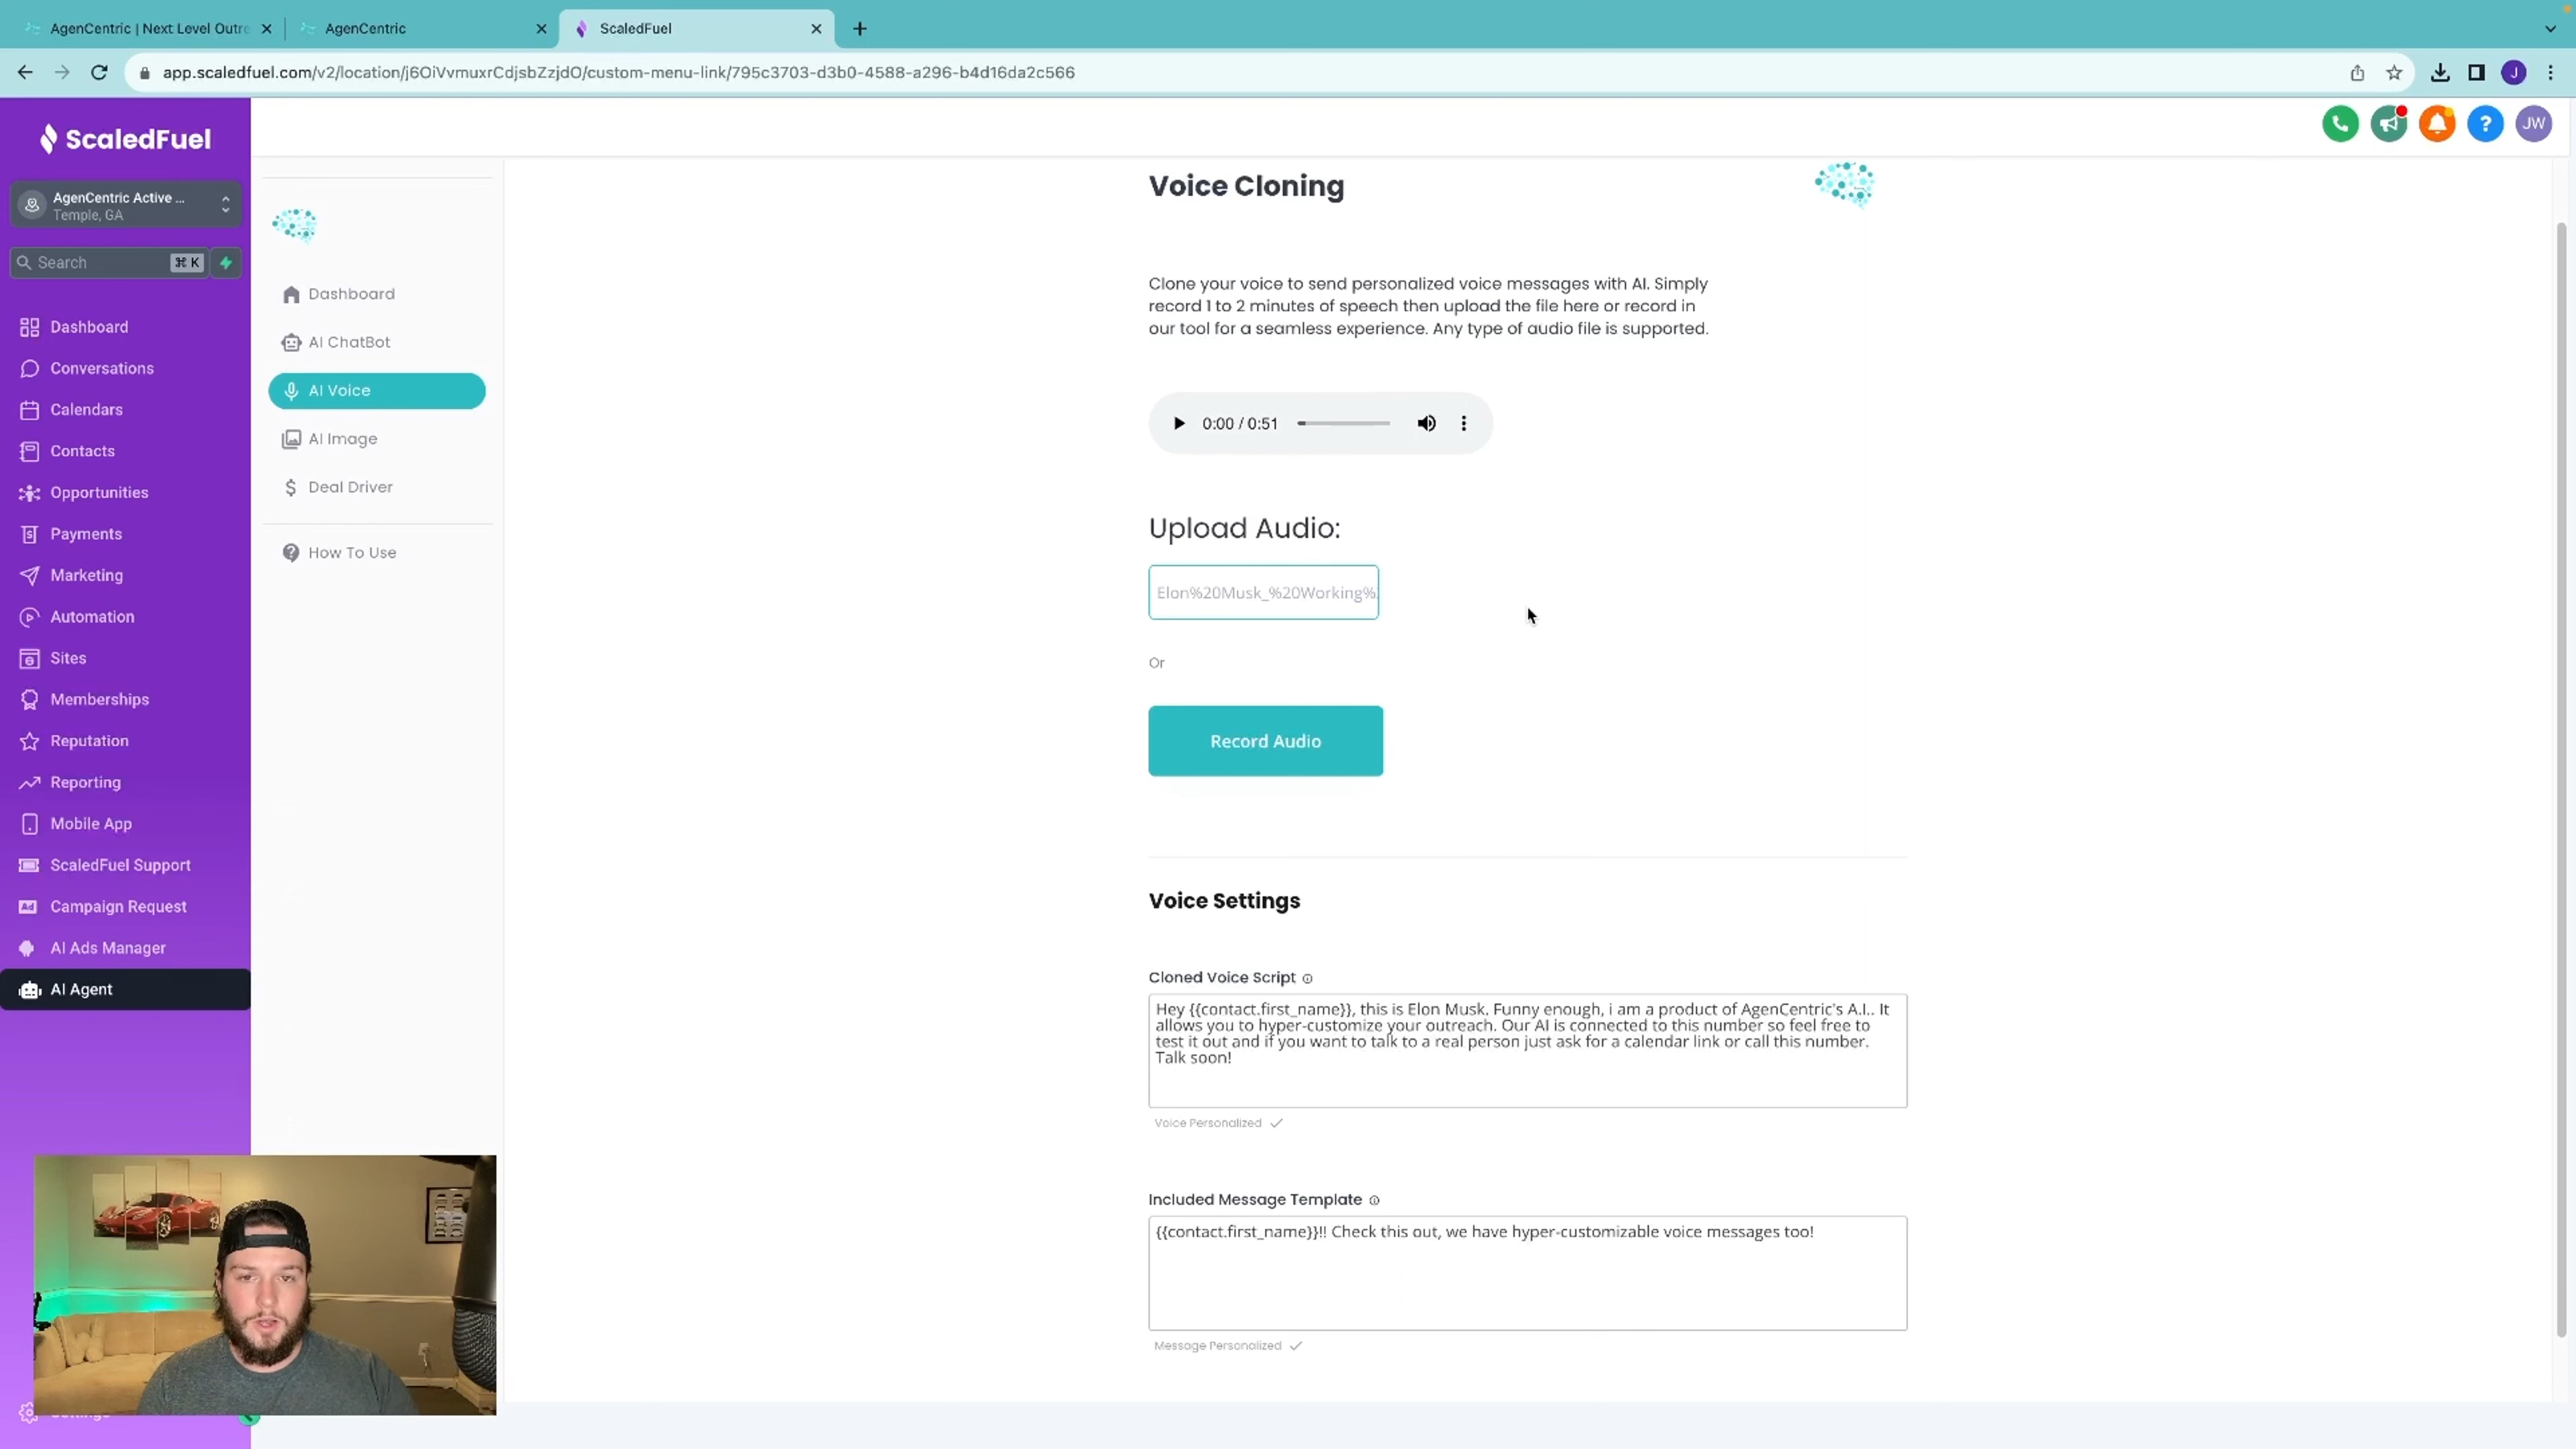 AgenCentric | Next Level Outre
AgenCentric
ScaledFuel
app.scaledfuel.com/v2/location/j6OiVvmuxrCdjsbZzjdO/custom-menu-link/795c3703-d3b0-4588-a296-b4d16da2c566
J
ScaledFuel
AgenCentric Active ...
Temple, GA
Search
⌘ K
Dashboard
Conversations
Calendars
Contacts
Opportunities
Payments
Marketing
Automation
Sites
Memberships
Reputation
Reporting
Mobile App
ScaledFuel Support
Campaign Request
Ad
AI Ads Manager
AI Agent
JW
Dashboard
AI ChatBot
AI Voice
AI Image
Deal Driver
How To Use
Voice Cloning
Clone your voice to send personalized voice messages with AI. Simply
record 1 to 2 minutes of speech then upload the file here or record in
our tool for a seamless experience. Any type of audio file is supported.
0:00 / 0:51
Upload Audio:
Elon%20Musk_%20Working%
Or
Record Audio
Voice Settings
Cloned Voice Script
Hey {{contact.first_name}}, this is Elon Musk. Funny enough, i am a product of AgenCentric's A.I.. It
allows you to hyper-customize your outreach. Our AI is connected to this number so feel free to
test it out and if you want to talk to a real person just ask for a calendar link or call this number.
Talk soon!
Voice Personalized
Included Message Template
{{contact.first_name}}!! Check this out, we have hyper-customizable voice messages too!
Message Personalized